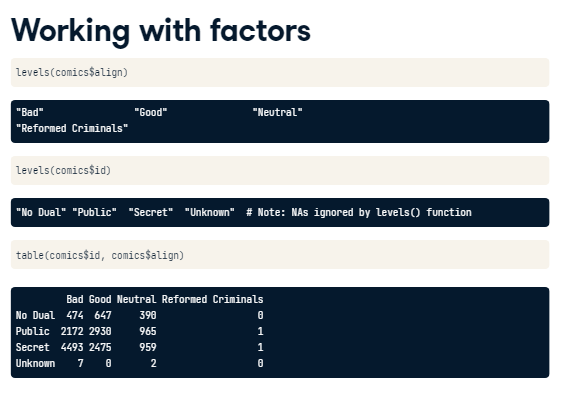 Working with factors
levels(comics$align)
"Bad" "Good" "Neutral"
"Reformed Criminals"
levels(comics$id)
"No Dual" "Public" "Secret" "Unknown" # Note: NAs ignored by levels() function
table(comics$id, comics$align)
Bad Good Neutral Reformed Criminals
No Dual 474 647 390 0
Public 2172 2930 965 1
Secret 4493 2475 959 1
Unknown 7 0 2 0